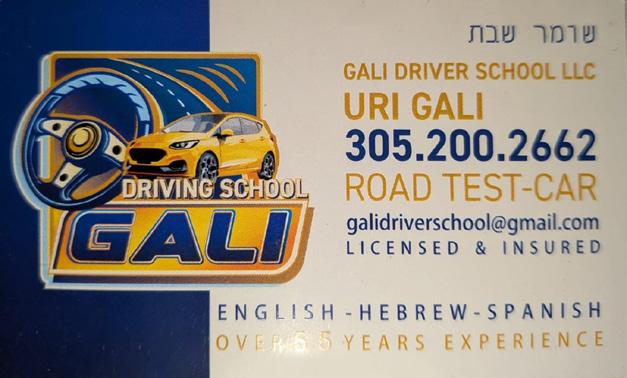 שומר שבת
GALI DRIVER SCHOOL LLC
URI GALI
305.200.2662
ROAD TEST-CAR
galidriverschool@gmail.com
LICENSED & INSURED
DRIVING SCHOOL
GALI
ENGLISH-HEBREW-SPANISH
OVER 55 YEARS EXPERIENCE